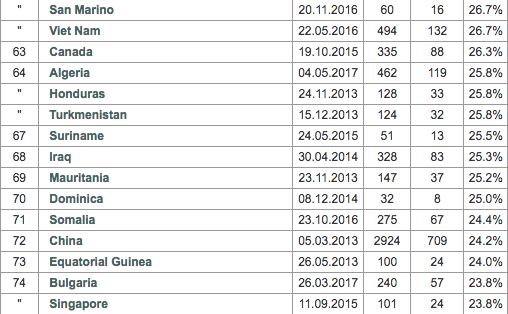 " San Marino 20.11.2016 60 16 26.7%
" Viet Nam 22.05.2016 494 132 26.7%
63 Canada 19.10.2015 335 88 26.3%
64 Algeria 04.05.2017 462 119 25.8%
" Honduras 24.11.2013 128 33 25.8%
" Turkmenistan 15.12.2013 124 32 25.8%
67 Suriname 24.05.2015 51 13 25.5%
68 Iraq 30.04.2014 328 83 25.3%
69 Mauritania 23.11.2013 147 37 25.2%
70 Dominica 08.12.2014 32 8 25.0%
71 Somalia 23.10.2016 275 67 24.4%
72 China 05.03.2013 2924 709 24.2%
73 Equatorial Guinea 26.05.2013 100 24 24.0%
74 Bulgaria 26.03.2017 240 57 23.8%
" Singapore 11.09.2015 101 24 23.8%